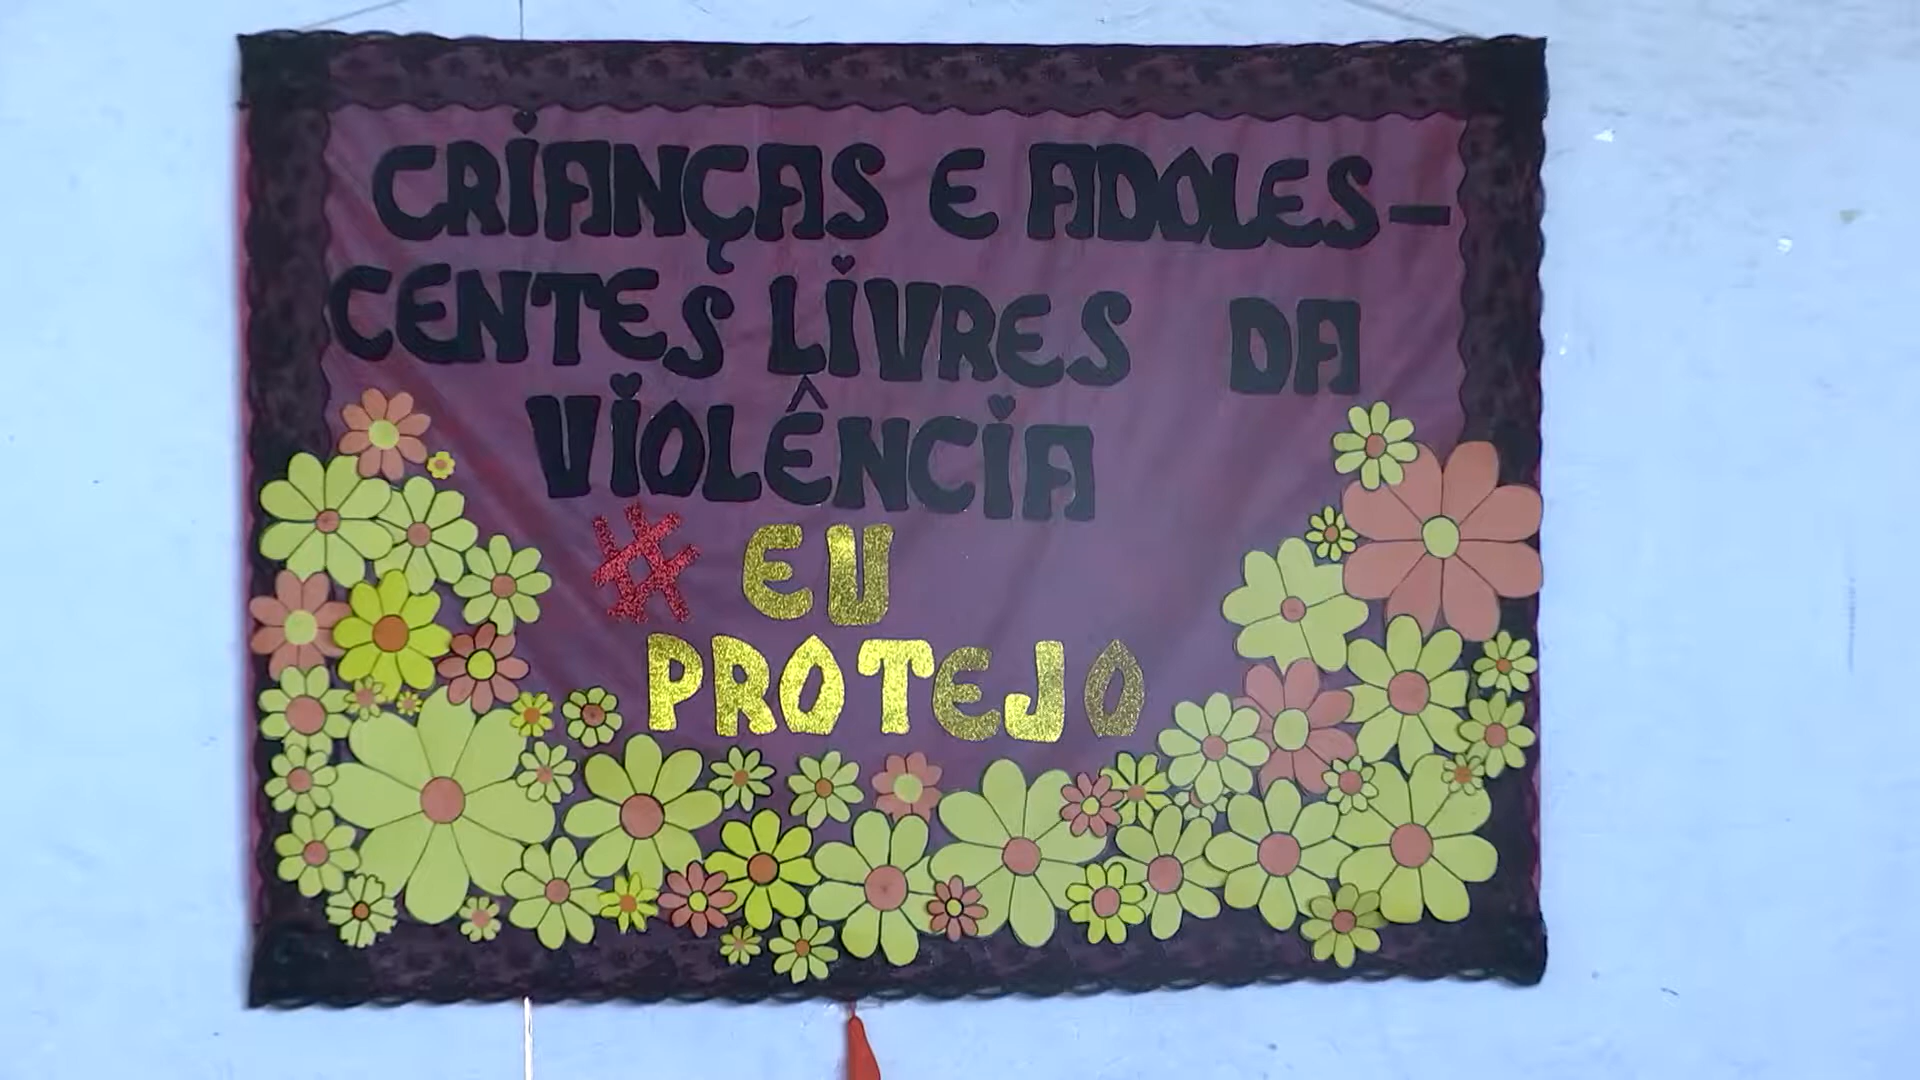 CRIANÇAS E ADOLES-
CENTES LIVRES DA
VIOLÊNCIA
# EU
PROTEJO